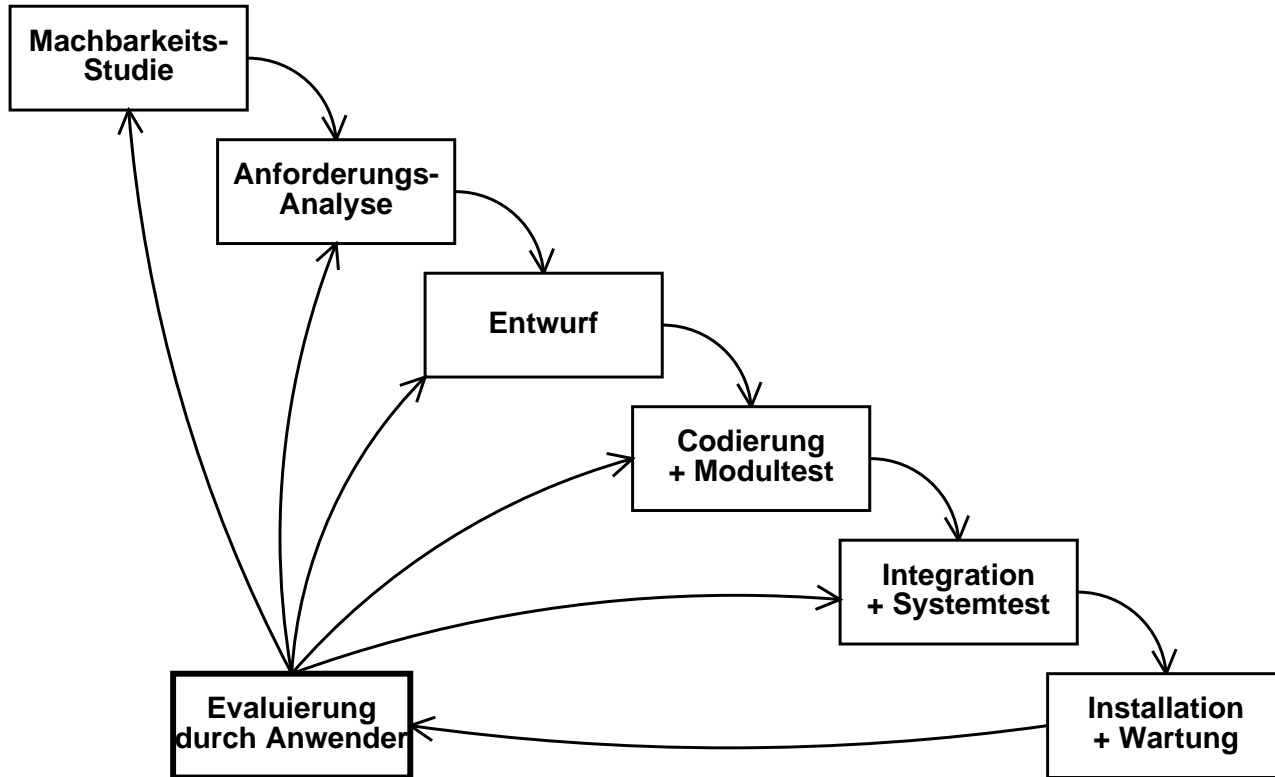 Machbarkeits-
Studie
Anforderungs-
Analyse
Entwurf
Codierung
+ Modultest
Integration
+ Systemtest
Evaluierung
durch Anwender
Installation
+ Wartung